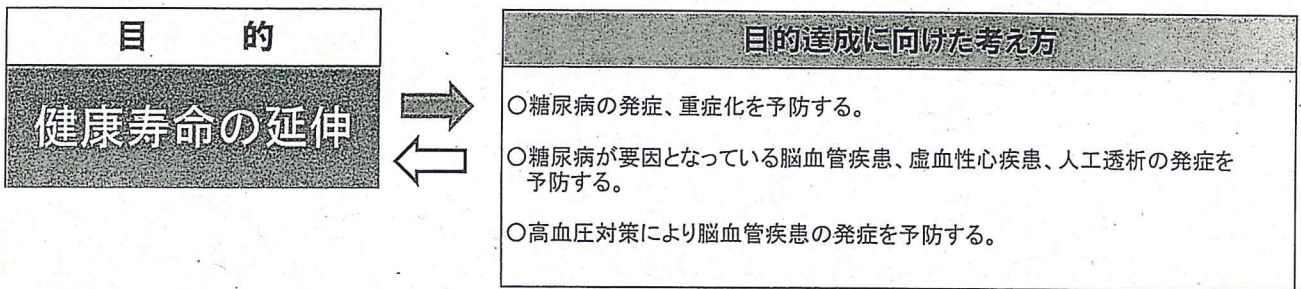 目　的
健康寿命の延伸
目的達成に向けた考え方
○糖尿病の発症、重症化を予防する。
○糖尿病が要因となっている脳血管疾患、虚血性心疾患、人工透析の発症を
予防する。
○高血圧対策により脳血管疾患の発症を予防する。